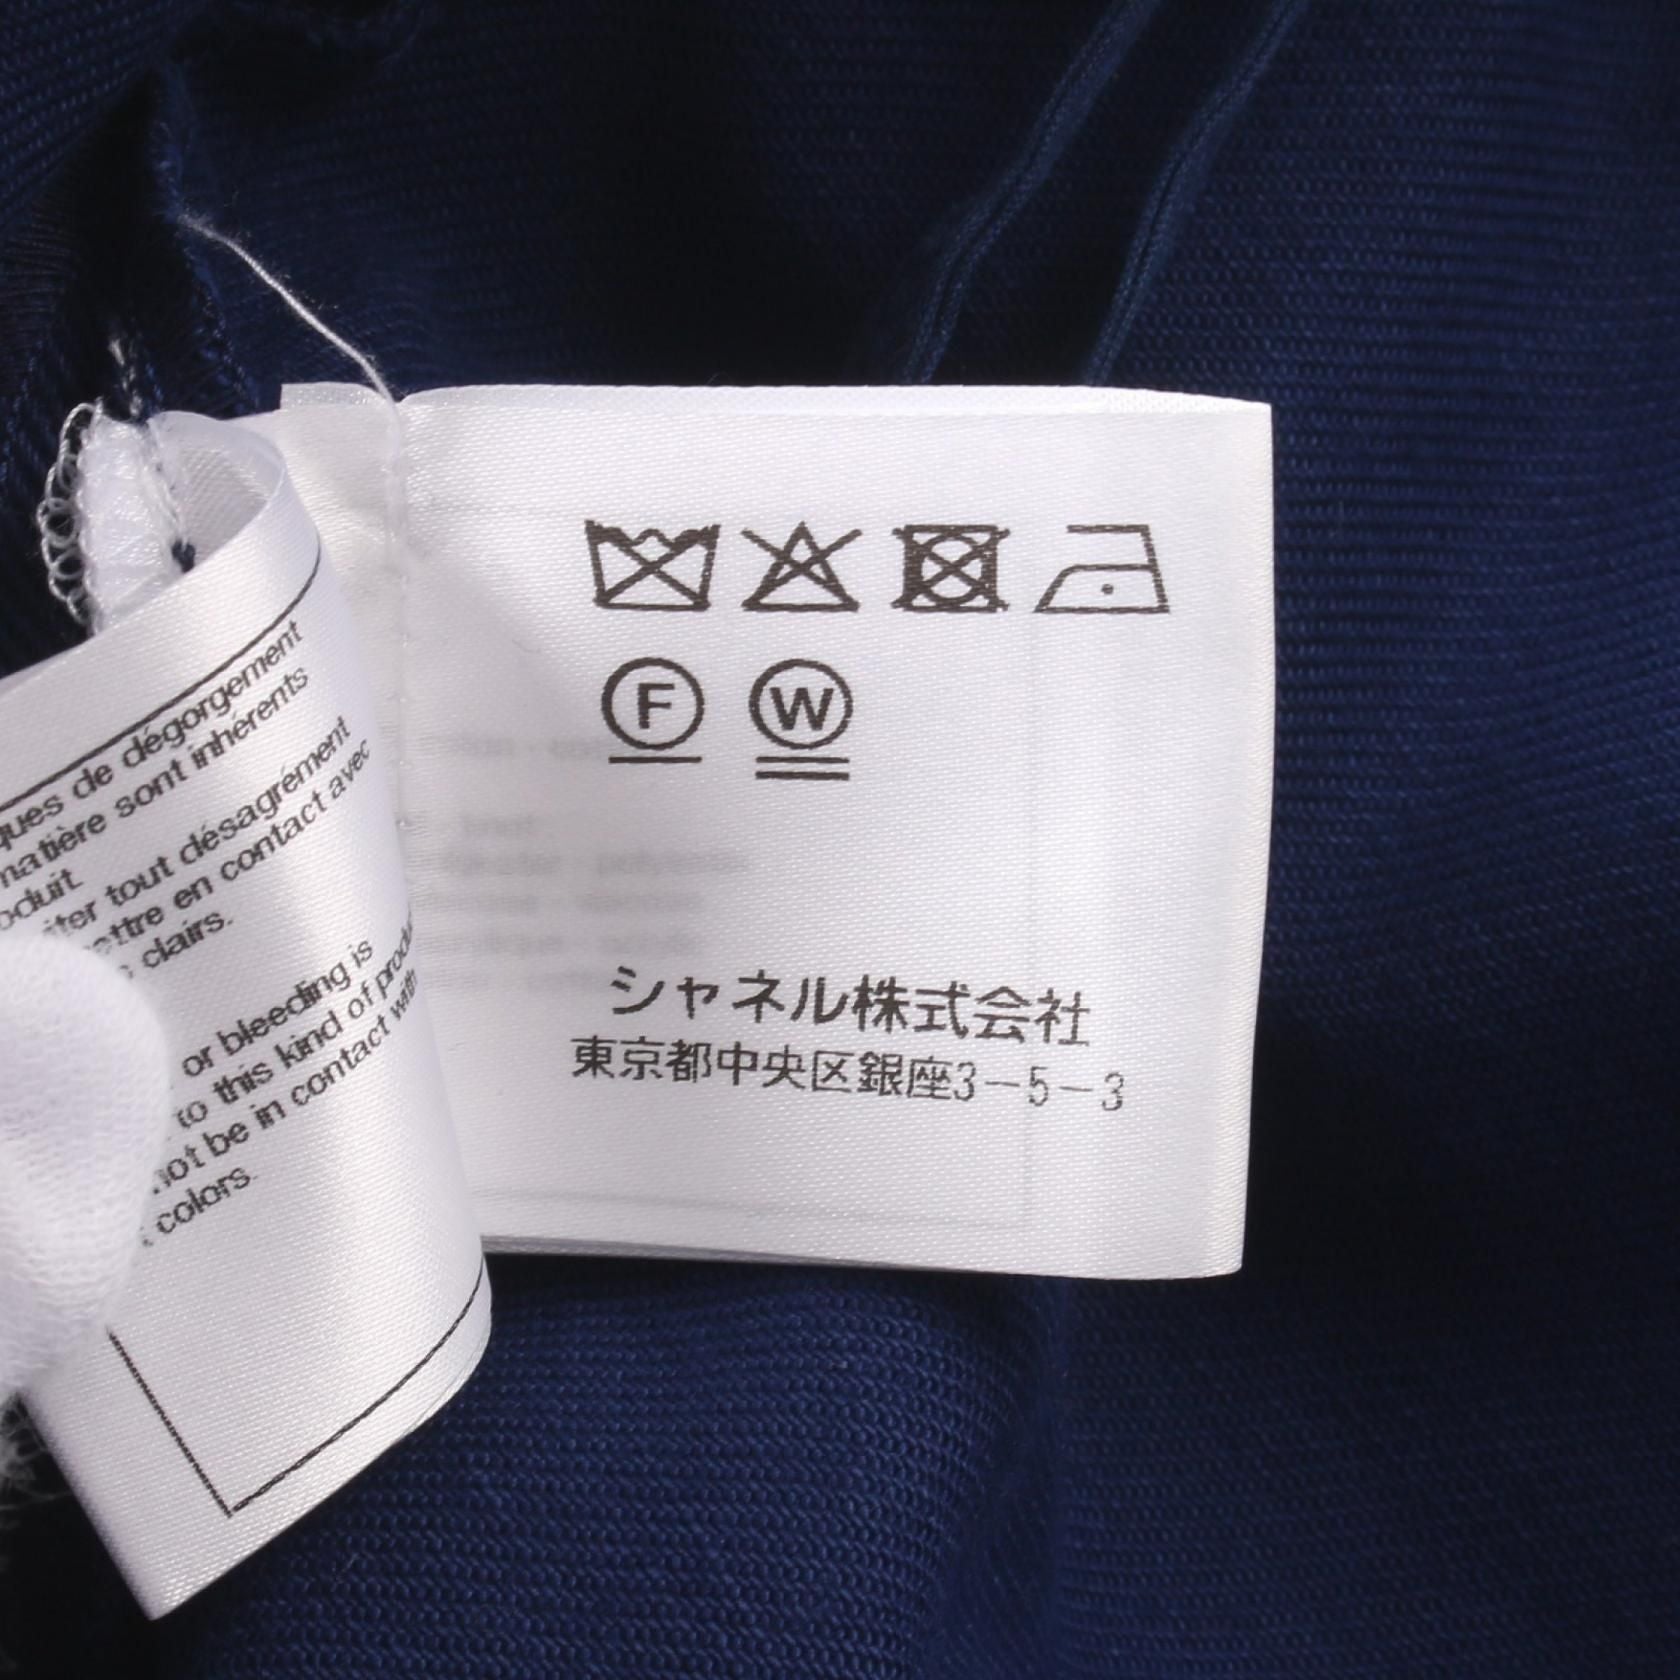 ques de dégorgement
matière sont inhérents
oduit.
iter tout désagrément
ettre en contact avec
clairs.
or bleeding is
to this kind of produ
not be in contact with
colors.
F W
シャネル株式会社
東京都中央区銀座3-5-3